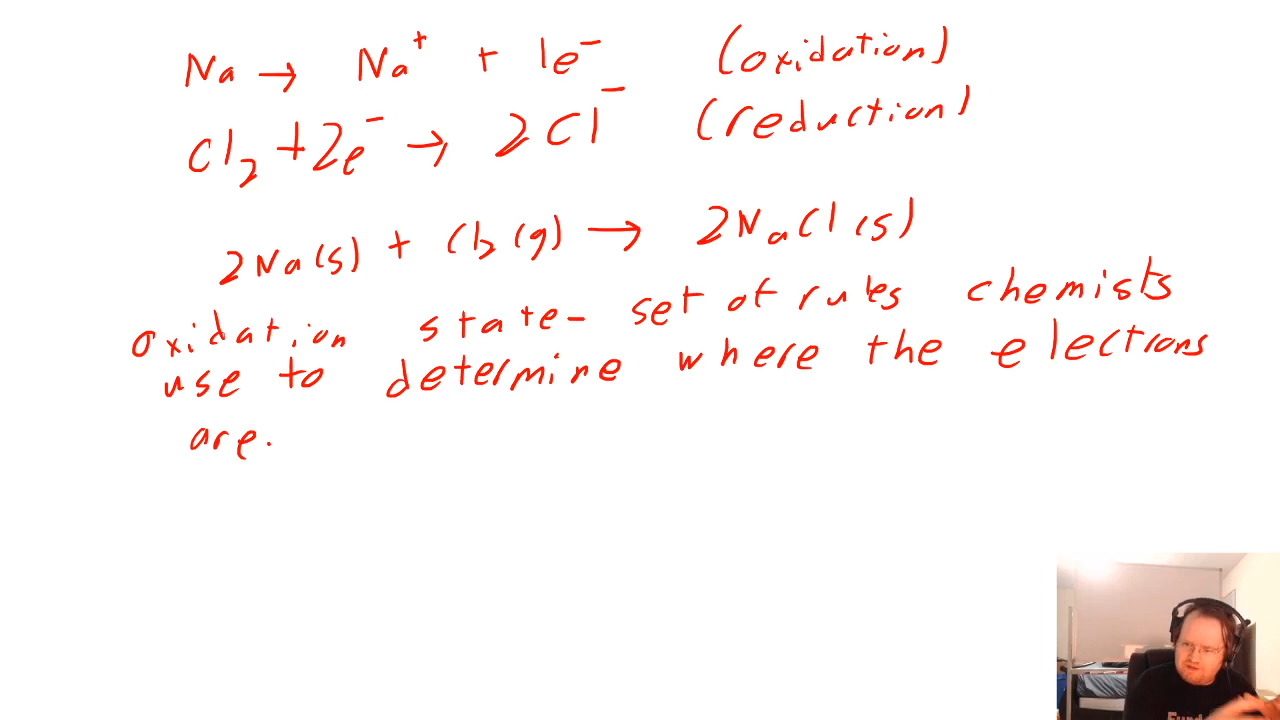 Na → Na⁺ + 1e⁻ (oxidation)
Cl₂ + 2e⁻ → 2Cl⁻ (reduction)
2Na(s) + Cl₂(g) → 2NaCl(s)
oxidation state- set of rules chemists
use to determine where the electrons
are.